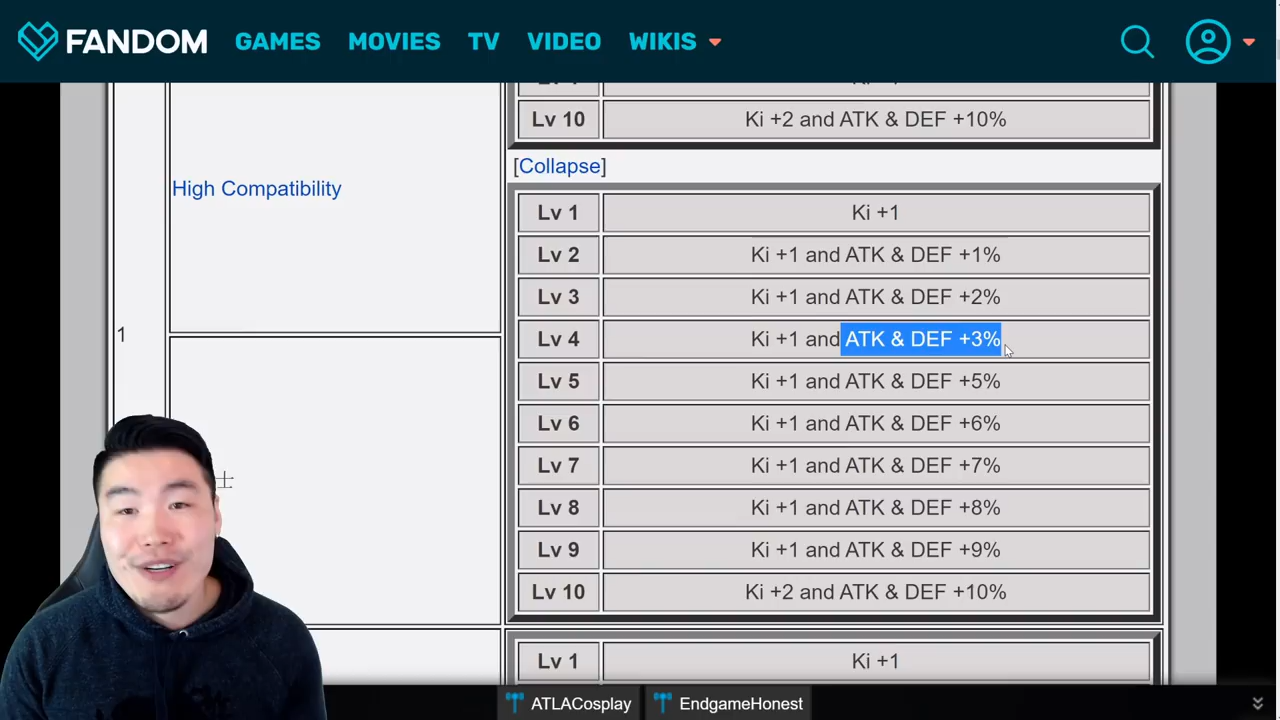 FANDOM GAMES MOVIES TV VIDEO WIKIS
Lv 10 Ki +2 and ATK & DEF +10%
[Collapse]
High Compatibility
Lv 1 Ki +1
Lv 2 Ki +1 and ATK & DEF +1%
Lv 3 Ki +1 and ATK & DEF +2%
1
Lv 4 Ki +1 and ATK & DEF +3%
Lv 5 Ki +1 and ATK & DEF +5%
Lv 6 Ki +1 and ATK & DEF +6%
Lv 7 Ki +1 and ATK & DEF +7%
士
Lv 8 Ki +1 and ATK & DEF +8%
Lv 9 Ki +1 and ATK & DEF +9%
Lv 10 Ki +2 and ATK & DEF +10%
Lv 1 Ki +1
ATLACosplay EndgameHonest